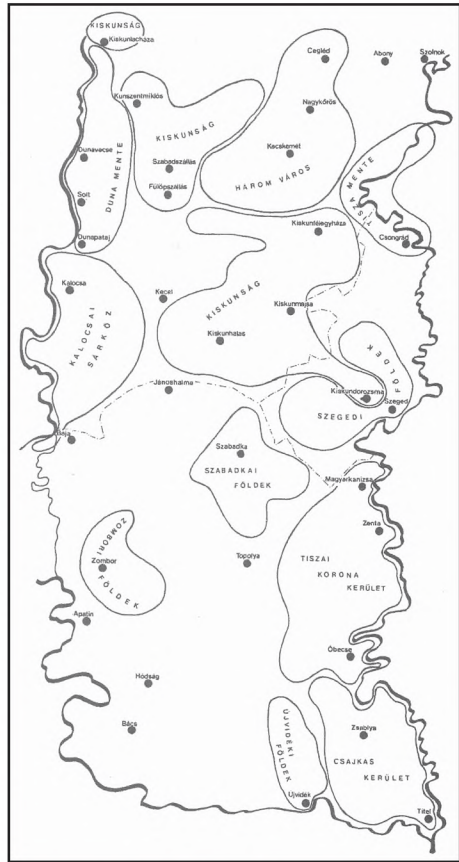 KISKUNSÁG
Kiskunlacháza
Cegléd
Abony
Szolnok
Kunszentmiklós
KISKUNSÁG
Nagykőrös
Dunavecse
Szabadszállás
Kecskemét
HÁROM VÁROS
DUNA MENTE
Solt
Fülöpszállás
TISZA MENTE
Dunapataj
Kiskunfélegyháza
Csongrád
Kalocsa
Kecel
KISKUNSÁG
Kiskunmajsa
KALOCSAI
SÁRKÖZ
Kiskunhalas
FÖLDEK
Jánoshalma
Kiskundorozsma
Szeged
SZEGEDI
Baja
Szabadka
SZABADKAI
FÖLDEK
Magyarkanizsa
Zenta
ZOMBORI
Zombor
FÖLDEK
Topolya
TISZAI
KORONA
KERÜLET
Apatin
Óbecse
Hódság
Bács
ÚJVIDÉKI
FÖLDEK
Zsablya
CSAJKÁS
KERÜLET
Ujvidék
Titel